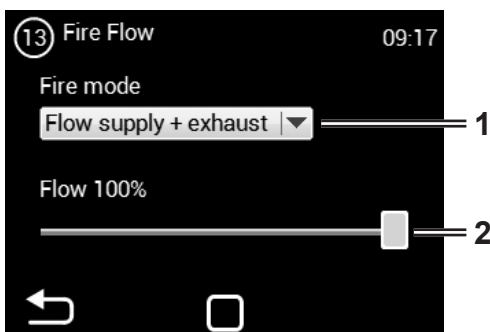 13 Fire Flow 09:17
Fire mode
Flow supply + exhaust 1
Flow 100%
2